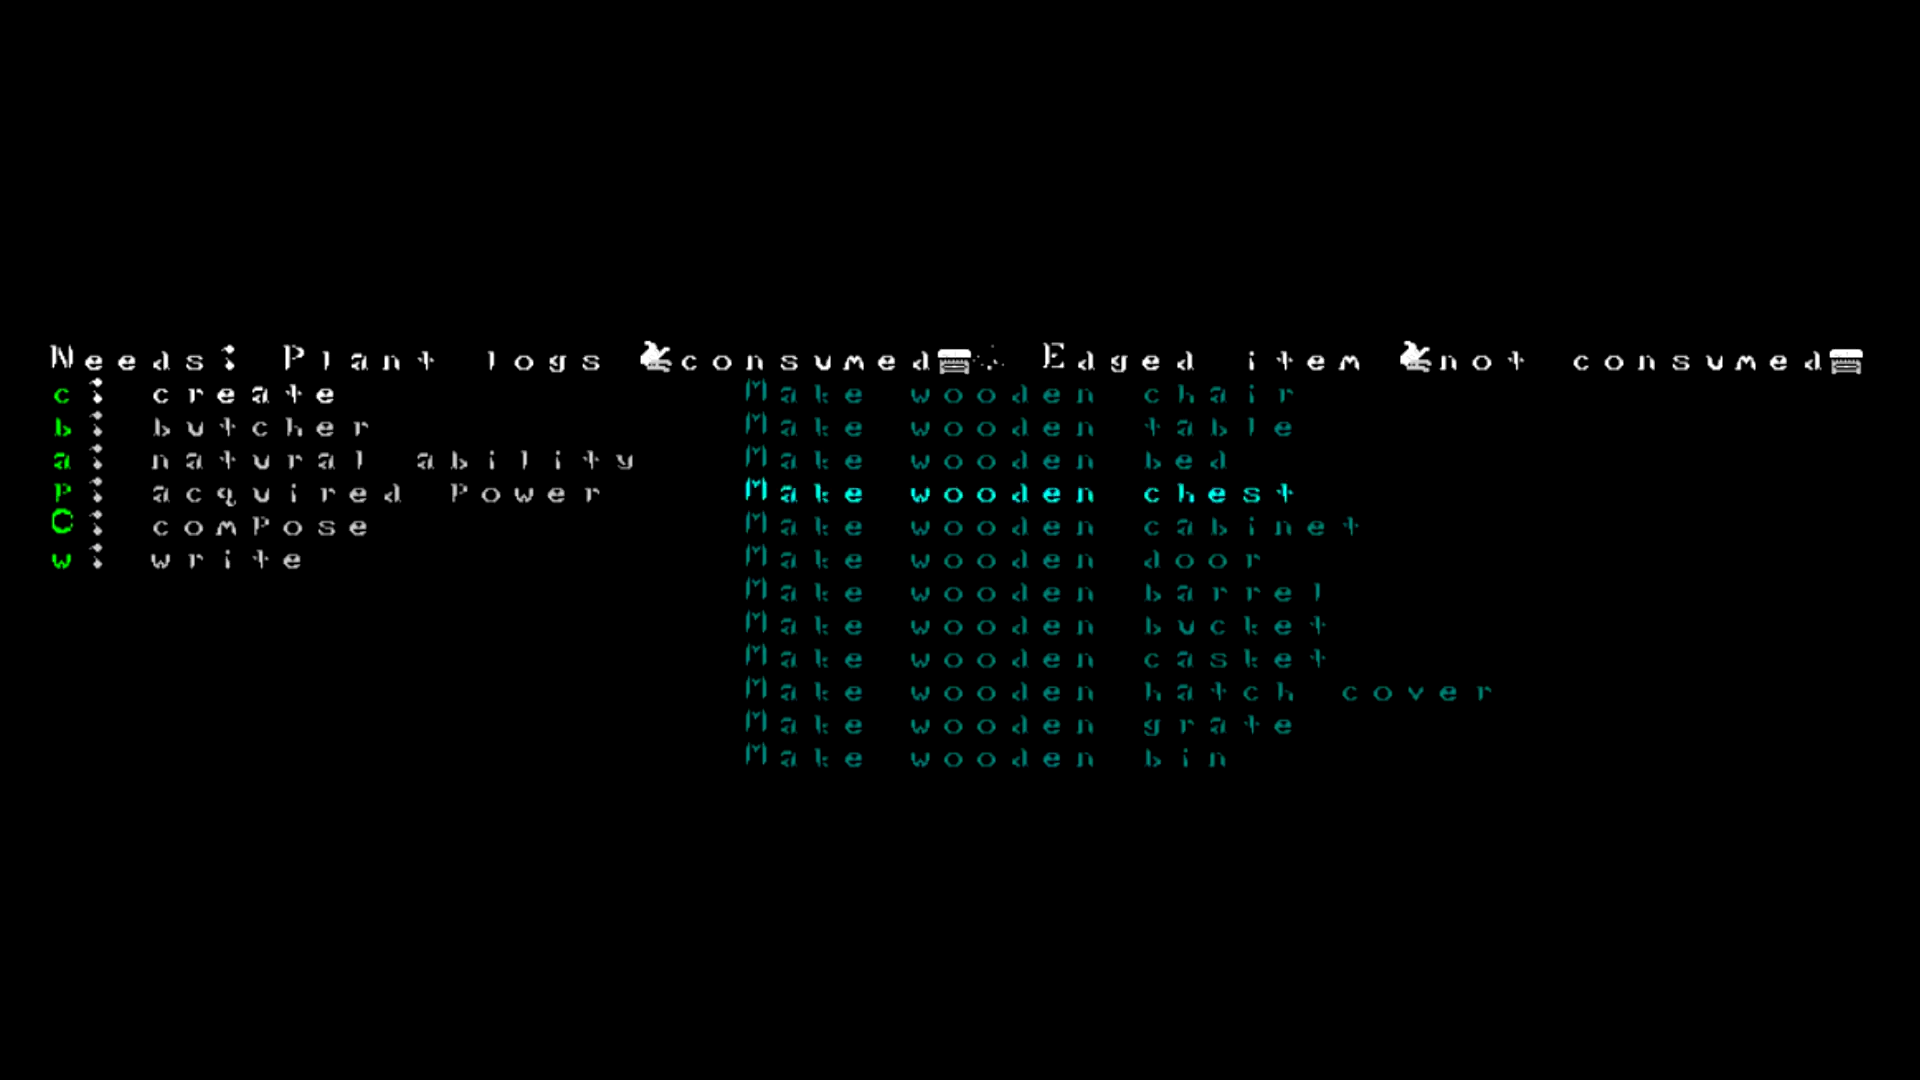 Needs: Plant logs consumed Edged item not consumed
c: create Make wooden chair
b: butcher Make wooden table
a: natural ability Make wooden bed
p: acquired power Make wooden chest
C: compose Make wooden cabinet
w: write Make wooden door
Make wooden barrel
Make wooden bucket
Make wooden casket
Make wooden hatch cover
Make wooden grate
Make wooden bin